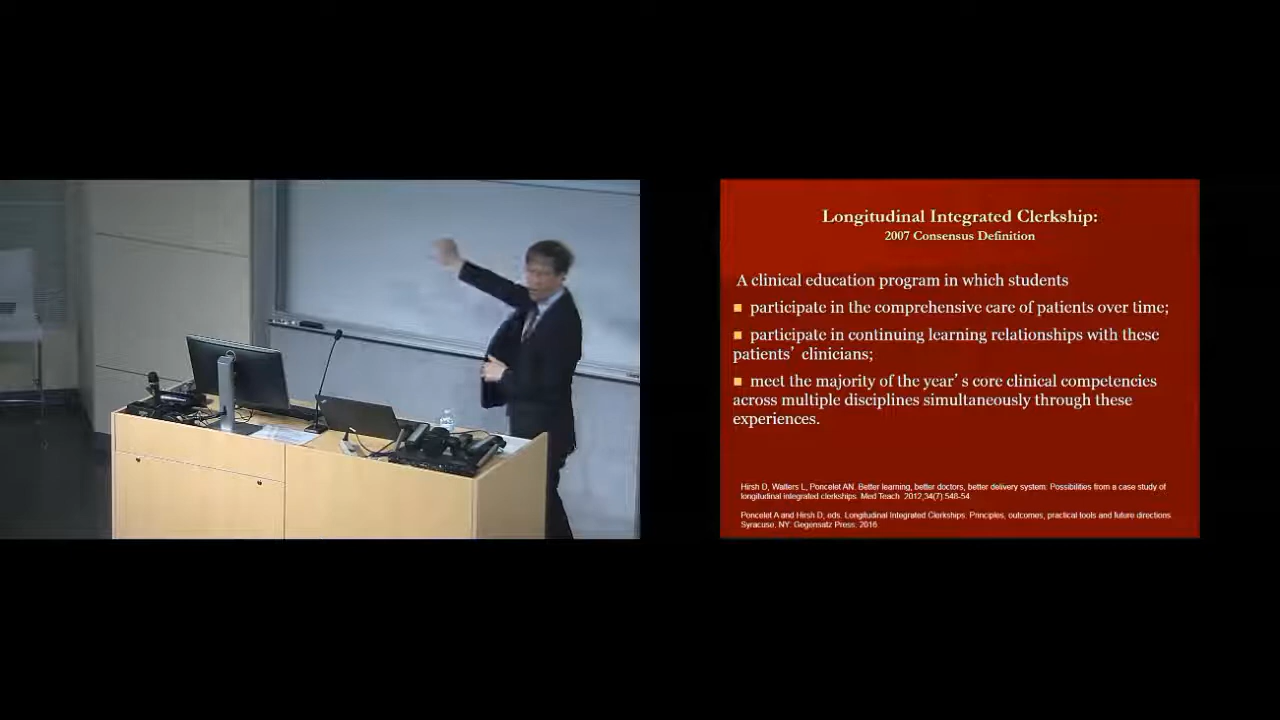 Longitudinal Integrated Clerkship:
2007 Consensus Definition
A clinical education program in which students
■ participate in the comprehensive care of patients over time;
■ participate in continuing learning relationships with these
patients’ clinicians;
■ meet the majority of the year’s core clinical competencies
across multiple disciplines simultaneously through these
experiences.
Hirsh D, Walters L, Poncelet AN. Better learning, better doctors, better delivery system: Possibilities from a case study of
longitudinal integrated clerkships. Med Teach 2012;34(7):548-54
Poncelet A and Hirsh D, eds. Longitudinal Integrated Clerkships: Principles, outcomes, practical tools and future directions.
Syracuse, NY: Gegensatz Press, 2016